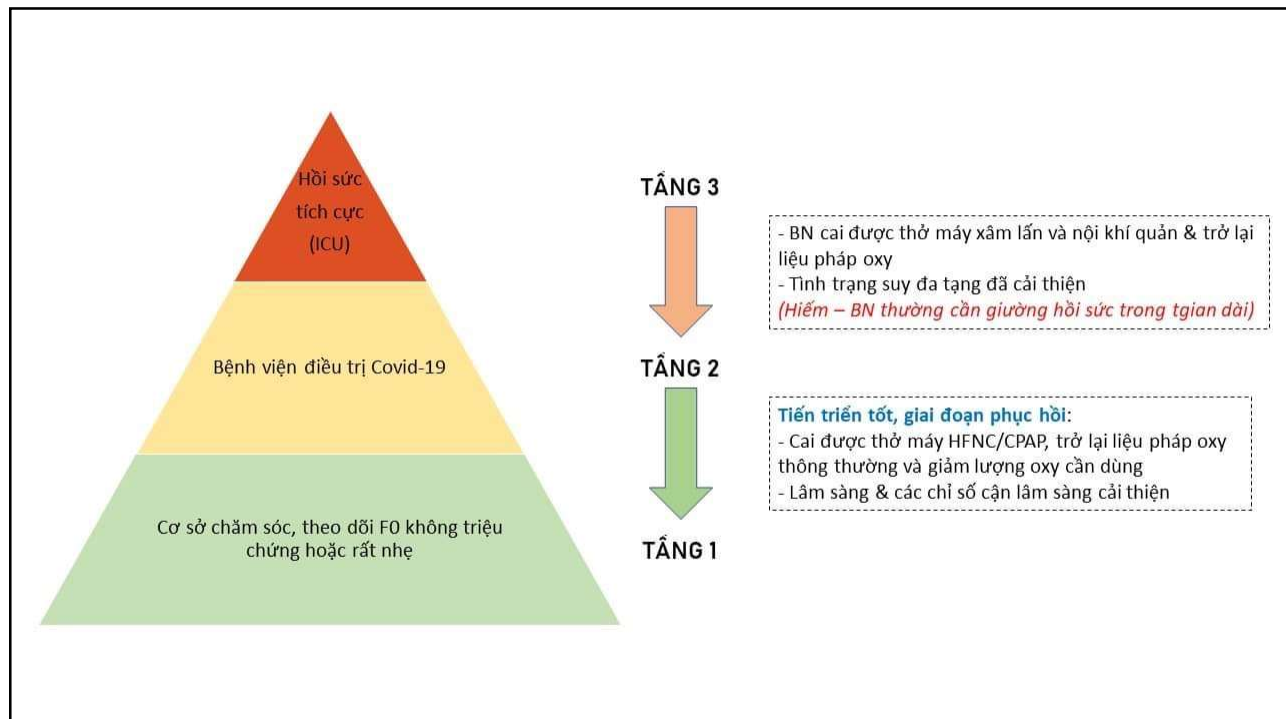 Hồi sức
tích cực
(ICU)
Bệnh viện điều trị Covid-19
Cơ sở chăm sóc, theo dõi F0 không triệu
chứng hoặc rất nhẹ
TẦNG 3
- BN cai được thở máy xâm lấn và nội khí quản & trở lại
liệu pháp oxy
- Tình trạng suy đa tạng đã cải thiện
(Hiếm – BN thường cần giường hồi sức trong tgian dài)
TẦNG 2
Tiến triển tốt, giai đoạn phục hồi:
- Cai được thở máy HFNC/CPAP, trở lại liệu pháp oxy
thông thường và giảm lượng oxy cần dùng
- Lâm sàng & các chỉ số cận lâm sàng cải thiện
TẦNG 1